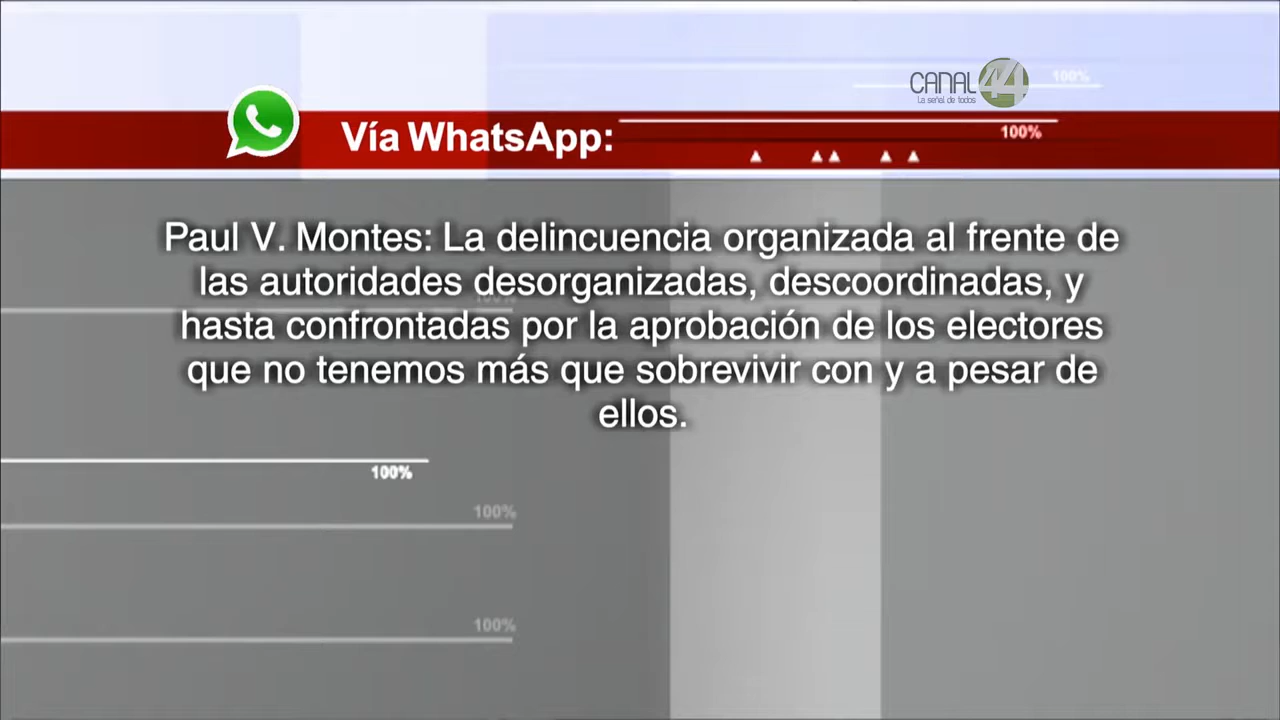 CANAL 44
La señal de todos
100%
Vía WhatsApp:
100%
Paul V. Montes: La delincuencia organizada al frente de
las autoridades desorganizadas, descoordinadas, y
100%
hasta confrontadas por la aprobación de los electores
que no tenemos más que sobrevivir con y a pesar de
ellos.
100%
100%
100%